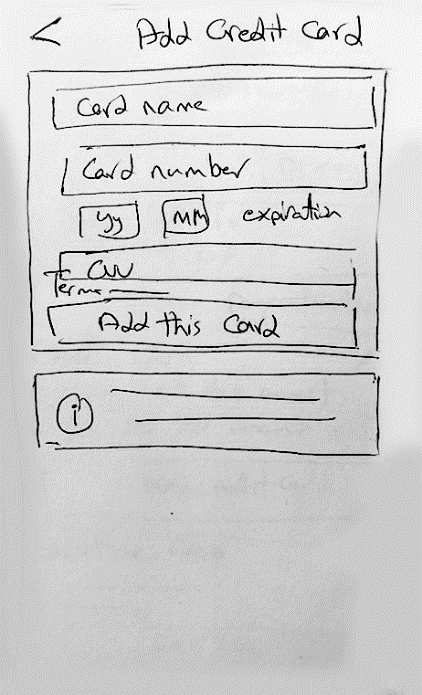 < Add Credit Card
Card name
Card number
yy MM expiration
CVV
Terms
Add this Card
i